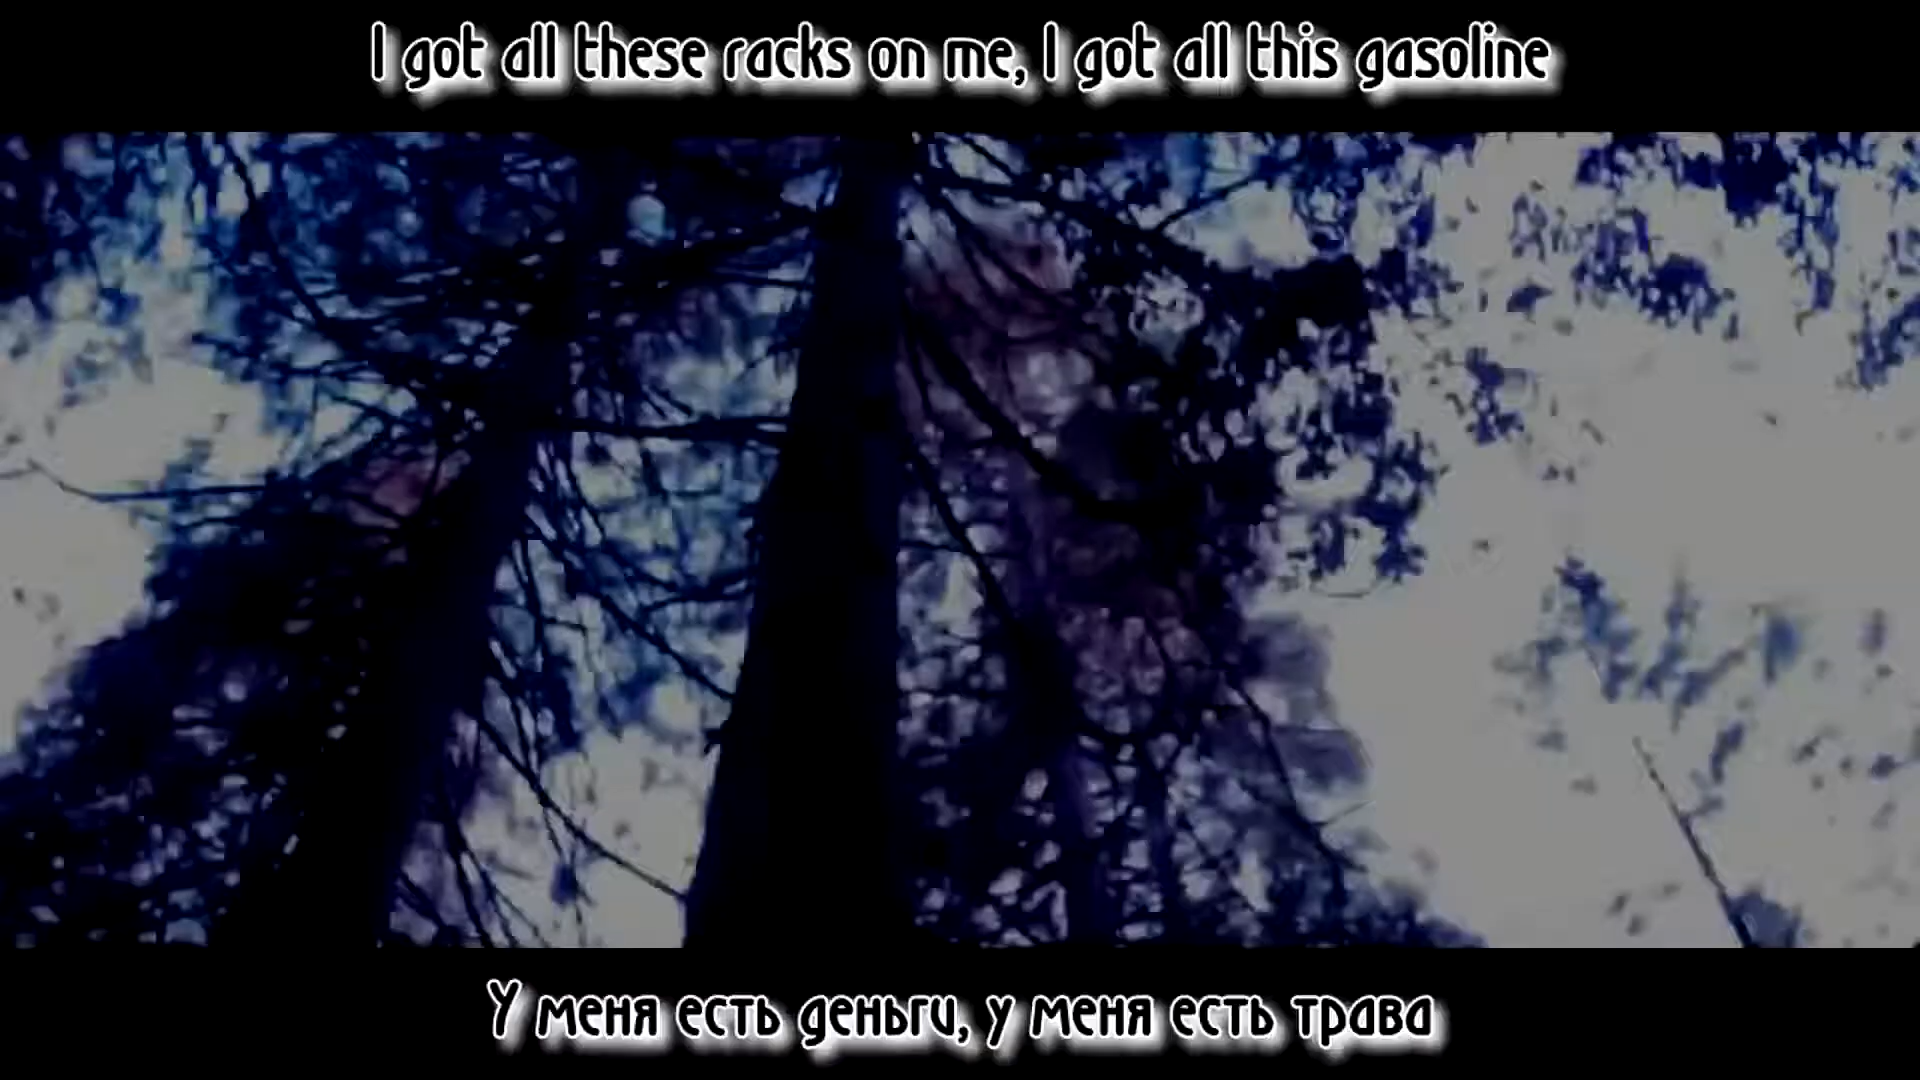 I got all these racks on me, I got all this gasoline
У меня есть деньги, у меня есть трава